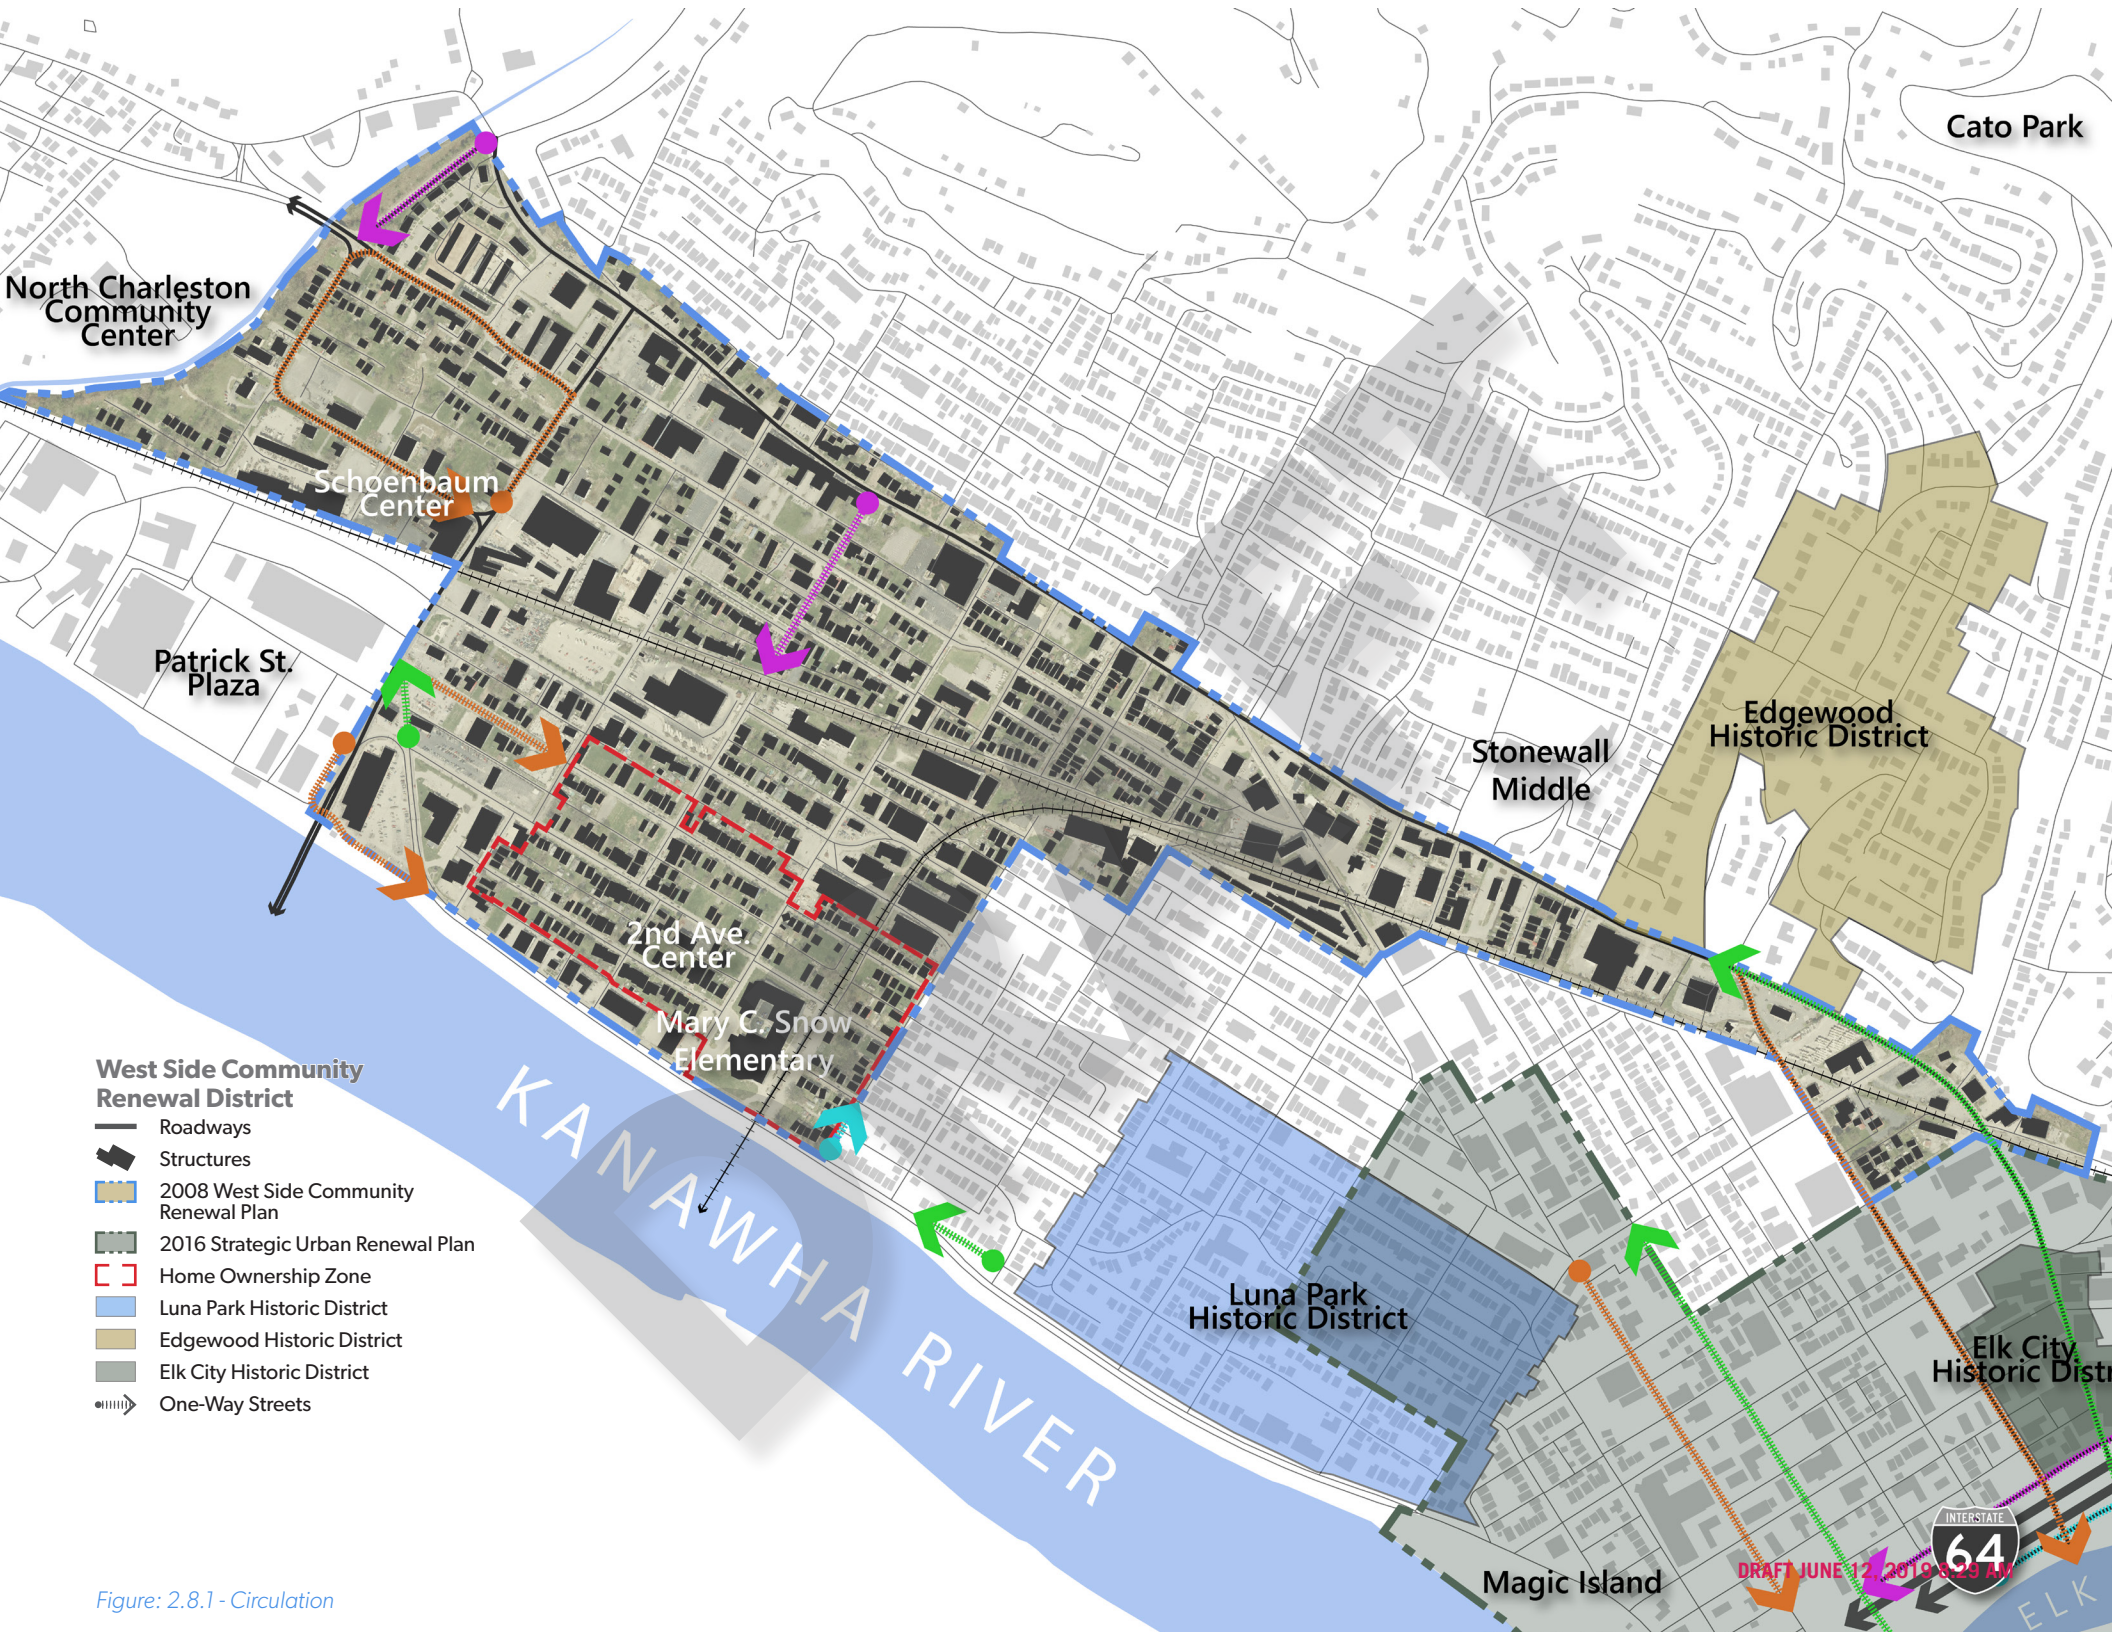 Cato Park
North Charleston
Community
Center
Schoenbaum
Center
Patrick St.
Plaza
Edgewood
Historic District
Stonewall
Middle
2nd Ave.
Center
Mary C. Snow
Elementary
West Side Community
Renewal District
Roadways
Structures
2008 West Side Community
Renewal Plan
2016 Strategic Urban Renewal Plan
Home Ownership Zone
Luna Park Historic District
Edgewood Historic District
Elk City Historic District
One-Way Streets
KANAWHA RIVER
Luna Park
Historic District
Elk City
Historic Distr
INTERSTATE
64
DRAFT JUNE 12, 2019 8:29 AM
Magic Island
ELK
Figure: 2.8.1 - Circulation